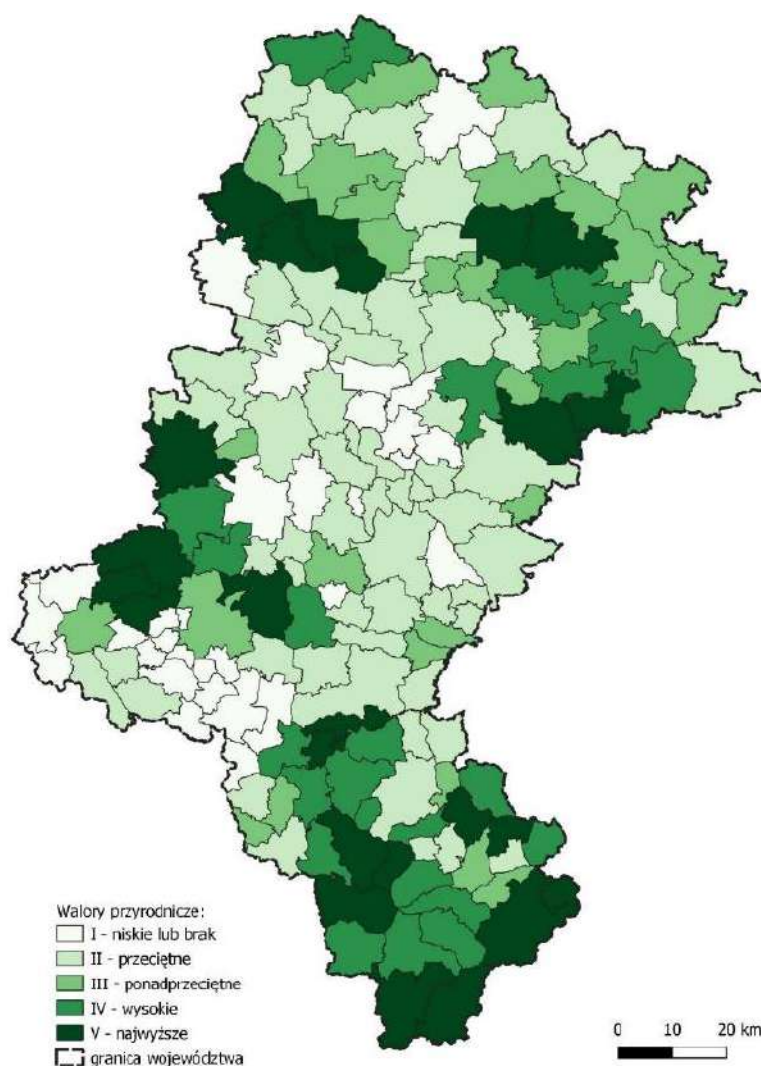 Walory przyrodnicze:
I - niskie lub brak
II - przeciętne
III - ponadprzeciętne
IV - wysokie
V - najwyższe
granica województwa
0 10 20 km